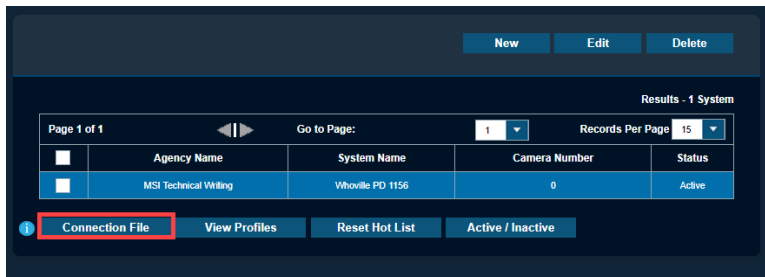 New Edit Delete
Results - 1 System
Page 1 of 1 Go to Page: 1 Records Per Page 15
Agency Name System Name Camera Number Status
MSI Technical Writing Whoville PD 1156 0 Active
i Connection File View Profiles Reset Hot List Active / Inactive